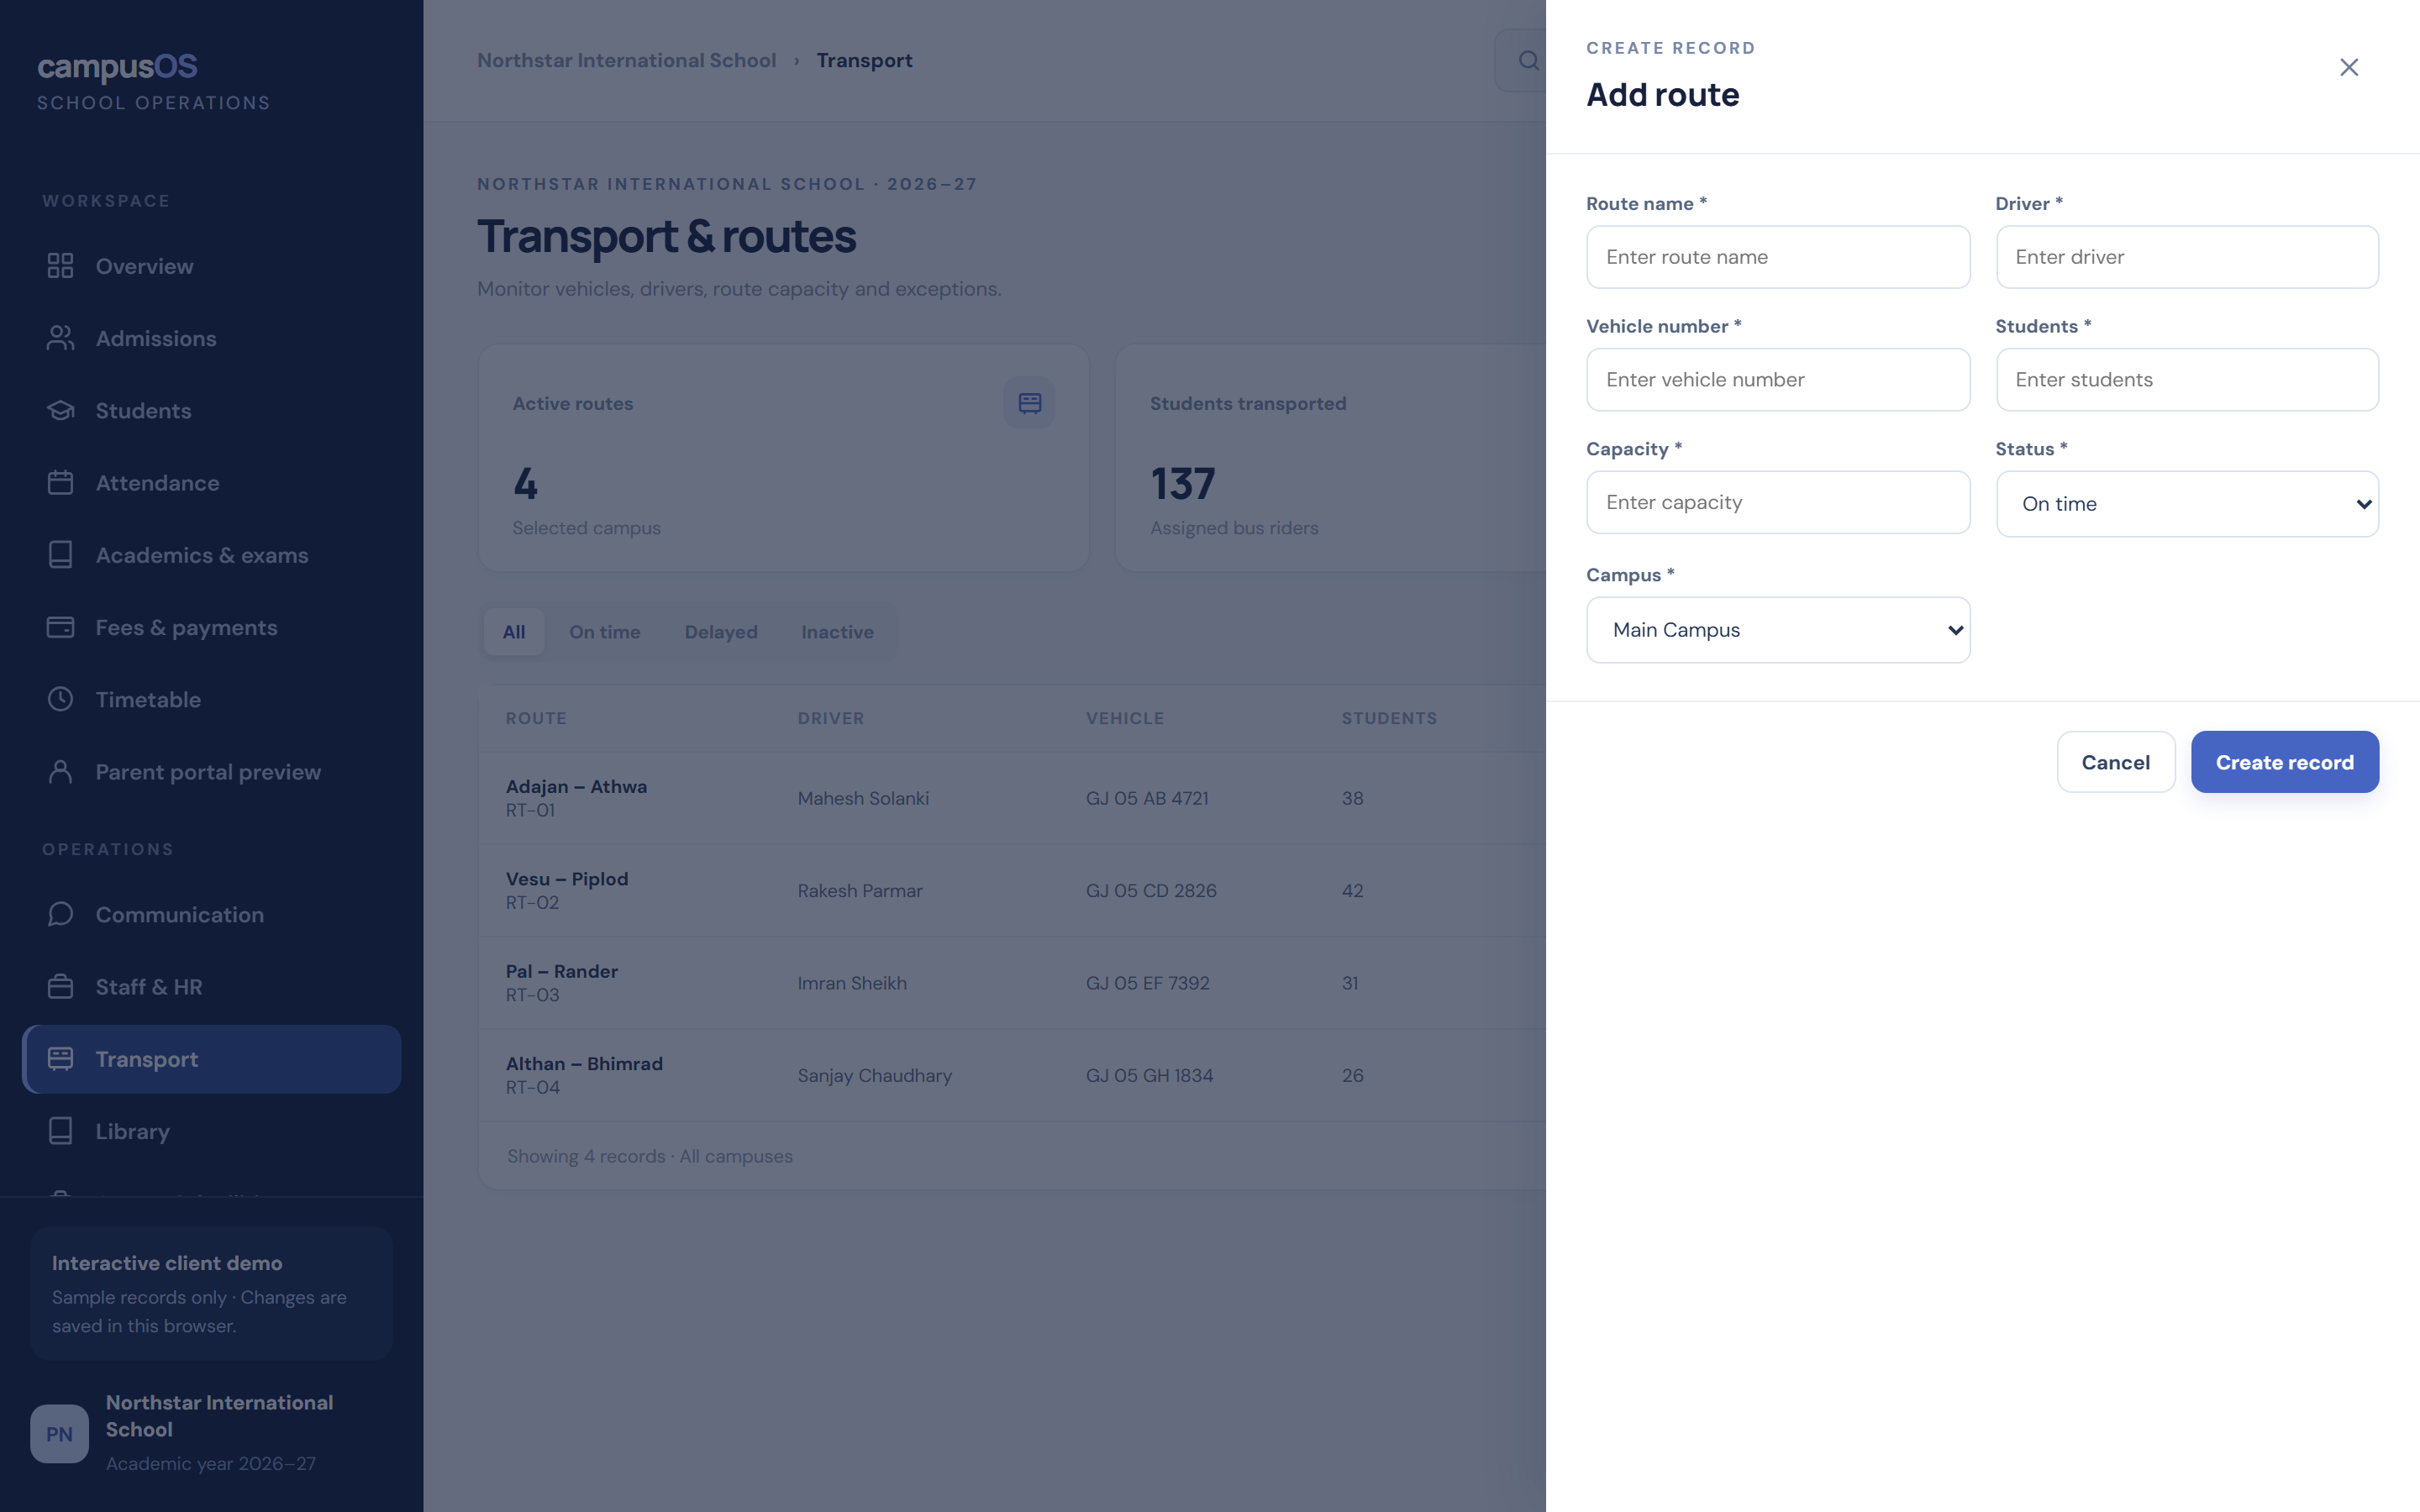 campusOS
SCHOOL OPERATIONS
WORKSPACE
Overview
Admissions
Students
Attendance
Academics & exams
Fees & payments
Timetable
Parent portal preview
OPERATIONS
Communication
Staff & HR
Transport
Library
Interactive client demo
Sample records only · Changes are
saved in this browser.
PN
Northstar International
School
Academic year 2026–27
Northstar International School › Transport
NORTHSTAR INTERNATIONAL SCHOOL · 2026–27
Transport & routes
Monitor vehicles, drivers, route capacity and exceptions.
Active routes
4
Selected campus
Students transported
137
Assigned bus riders
All On time Delayed Inactive
ROUTE DRIVER VEHICLE STUDENTS
Adajan – Athwa
RT-01
Mahesh Solanki GJ 05 AB 4721 38
Vesu – Piplod
RT-02
Rakesh Parmar GJ 05 CD 2826 42
Pal – Rander
RT-03
Imran Sheikh GJ 05 EF 7392 31
Althan – Bhimrad
RT-04
Sanjay Chaudhary GJ 05 GH 1834 26
Showing 4 records · All campuses
CREATE RECORD
Add route
Route name * Driver *
Enter route name Enter driver
Vehicle number * Students *
Enter vehicle number Enter students
Capacity * Status *
Enter capacity On time
Campus *
Main Campus
Cancel Create record